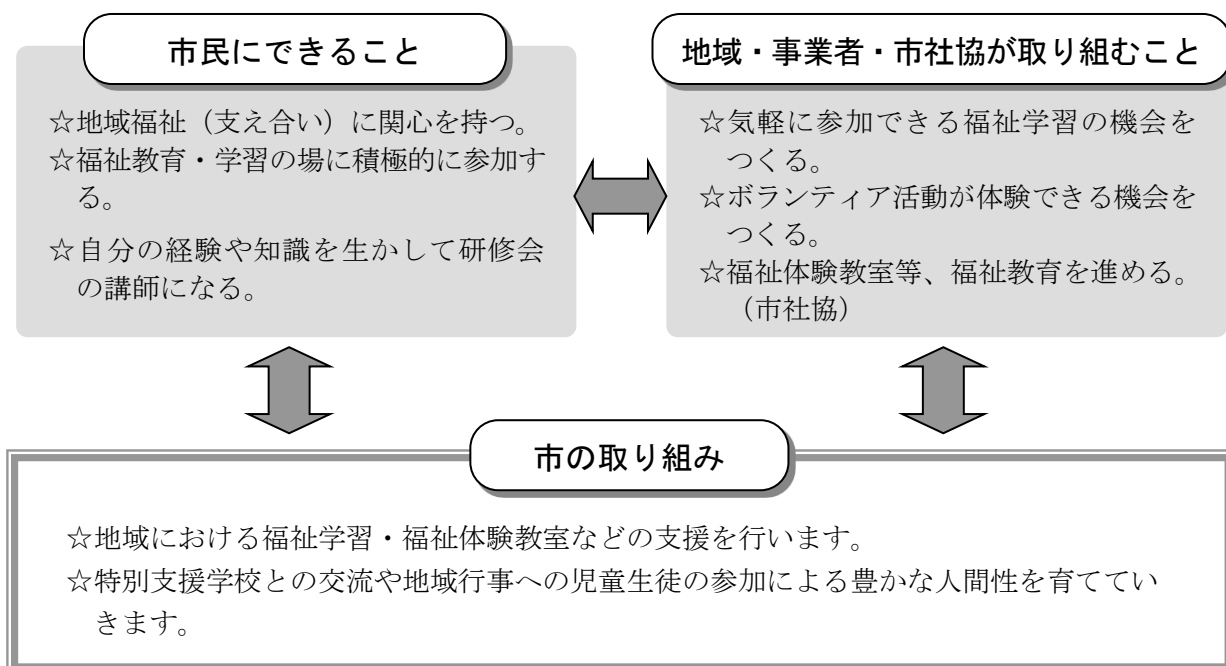 市民にできること
☆地域福祉（支え合い）に関心を持つ。
☆福祉教育・学習の場に積極的に参加す
る。
☆自分の経験や知識を生かして研修会
の講師になる。
地域・事業者・市社協が取り組むこと
☆気軽に参加できる福祉学習の機会を
つくる。
☆ボランティア活動が体験できる機会を
つくる。
☆福祉体験教室等、福祉教育を進める。
（市社協）
市の取り組み
☆地域における福祉学習・福祉体験教室などの支援を行います。
☆特別支援学校との交流や地域行事への児童生徒の参加による豊かな人間性を育ててい
きます。